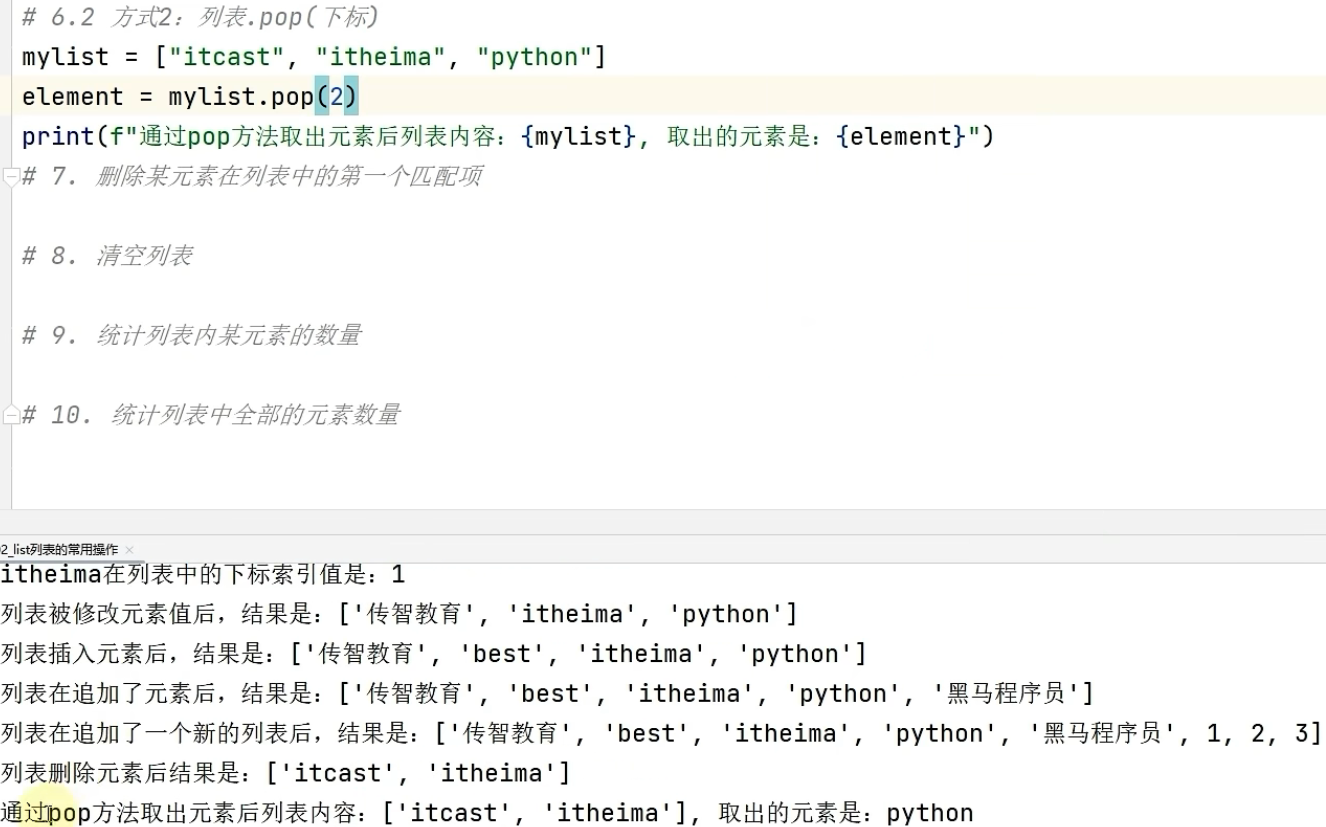 # 6.2 方式2：列表.pop(下标)
mylist = ["itcast", "itheima", "python"]
element = mylist.pop(2)
print(f"通过pop方法取出元素后列表内容：{mylist}, 取出的元素是：{element}")
# 7. 删除某元素在列表中的第一个匹配项
# 8. 清空列表
# 9. 统计列表内某元素的数量
# 10. 统计列表中全部的元素数量
2_list列表的常用操作 ×
itheima在列表中的下标索引值是：1
列表被修改元素值后，结果是：['传智教育', 'itheima', 'python']
列表插入元素后，结果是：['传智教育', 'best', 'itheima', 'python']
列表在追加了元素后，结果是：['传智教育', 'best', 'itheima', 'python', '黑马程序员']
列表在追加了一个新的列表后，结果是：['传智教育', 'best', 'itheima', 'python', '黑马程序员', 1, 2, 3]
列表删除元素后结果是：['itcast', 'itheima']
通过pop方法取出元素后列表内容：['itcast', 'itheima'], 取出的元素是：python